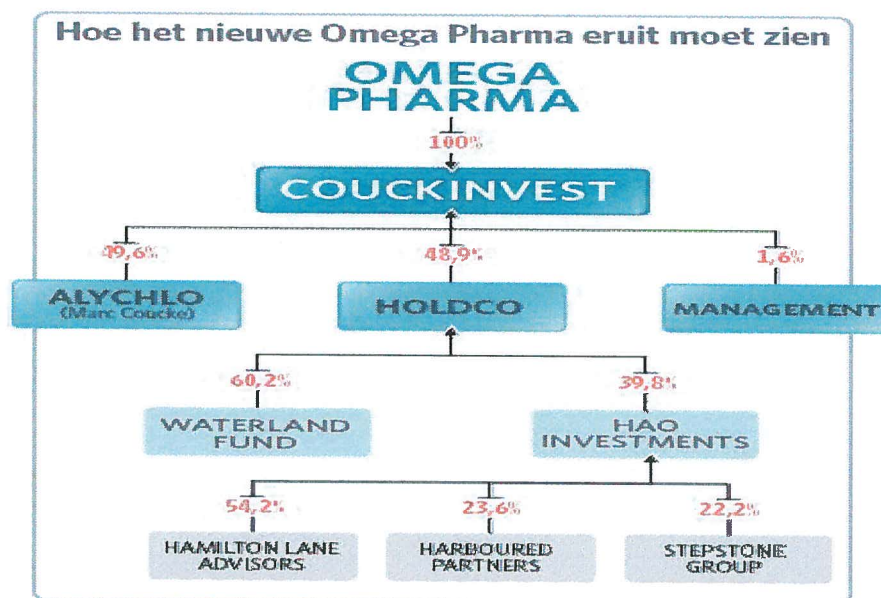 Hoe het nieuwe Omega Pharma eruit moet zien
OMEGA
PHARMA
100%
COUCKINVEST
49,6%
48,9%
1,6%
ALYCHLO
(Marc Coucke)
HOLDCO
MANAGEMENT
60,2%
39,8%
WATERLAND
FUND
HAO
INVESTMENTS
54,2%
23,6%
22,2%
HAMILTON LANE
ADVISORS
HARBOURED
PARTNERS
STEPSTONE
GROUP